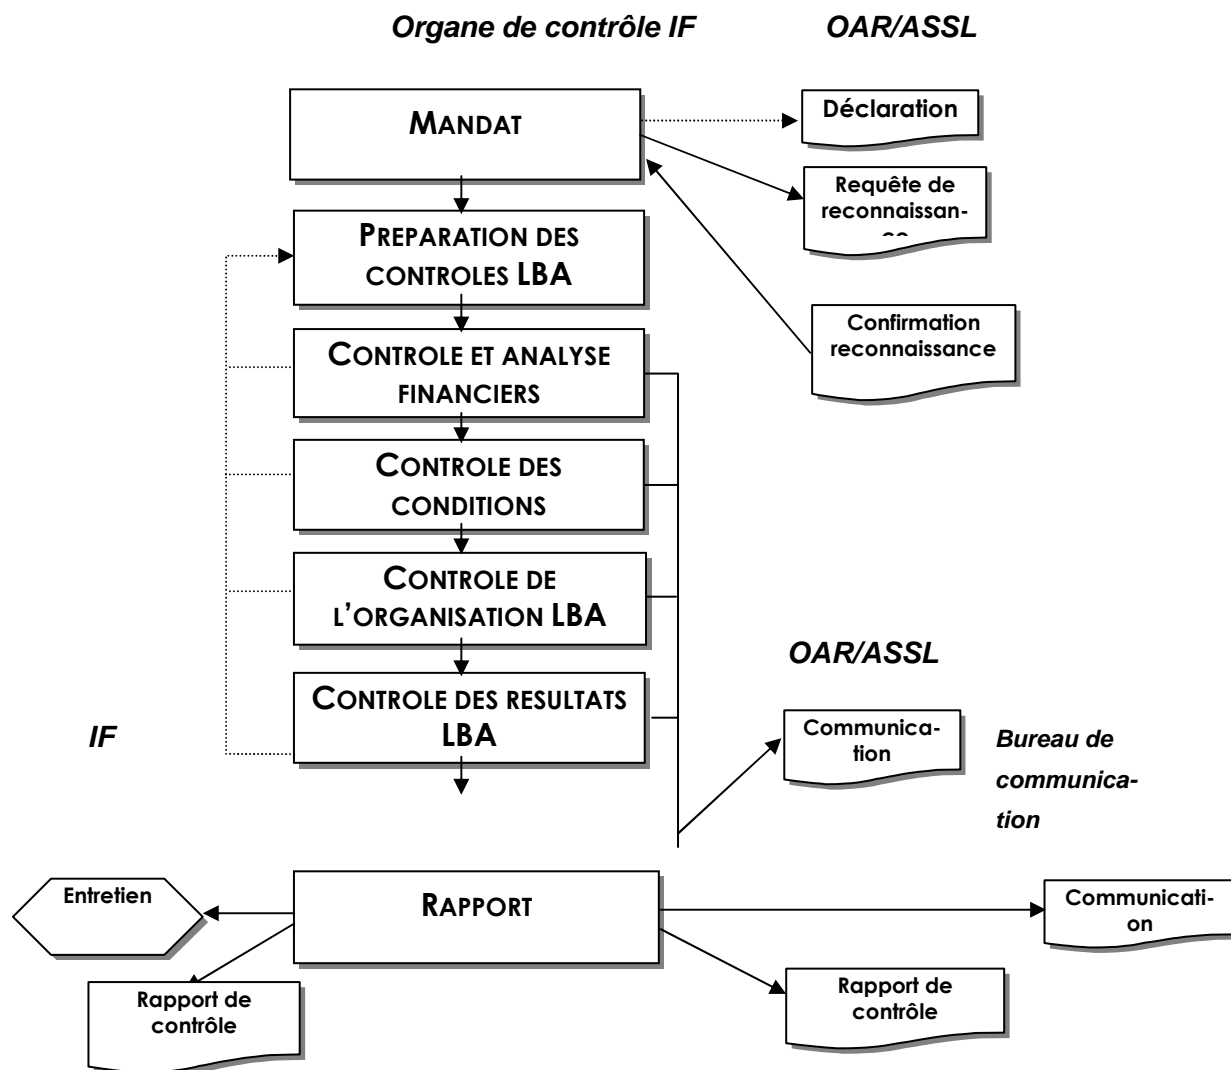 Organe de contrôle IF OAR/ASSL
MANDAT
Déclaration
Requête de
reconnaissan-
PREPARATION DES
CONTROLES LBA
Confirmation
reconnaissance
CONTROLE ET ANALYSE
FINANCIERS
CONTROLE DES
CONDITIONS
CONTROLE DE
L'ORGANISATION LBA
OAR/ASSL
CONTROLE DES RESULTATS
LBA
IF
Communica-
tion
Bureau de
communica-
tion
Entretien
RAPPORT
Communicati-
on
Rapport de
contrôle
Rapport de
contrôle